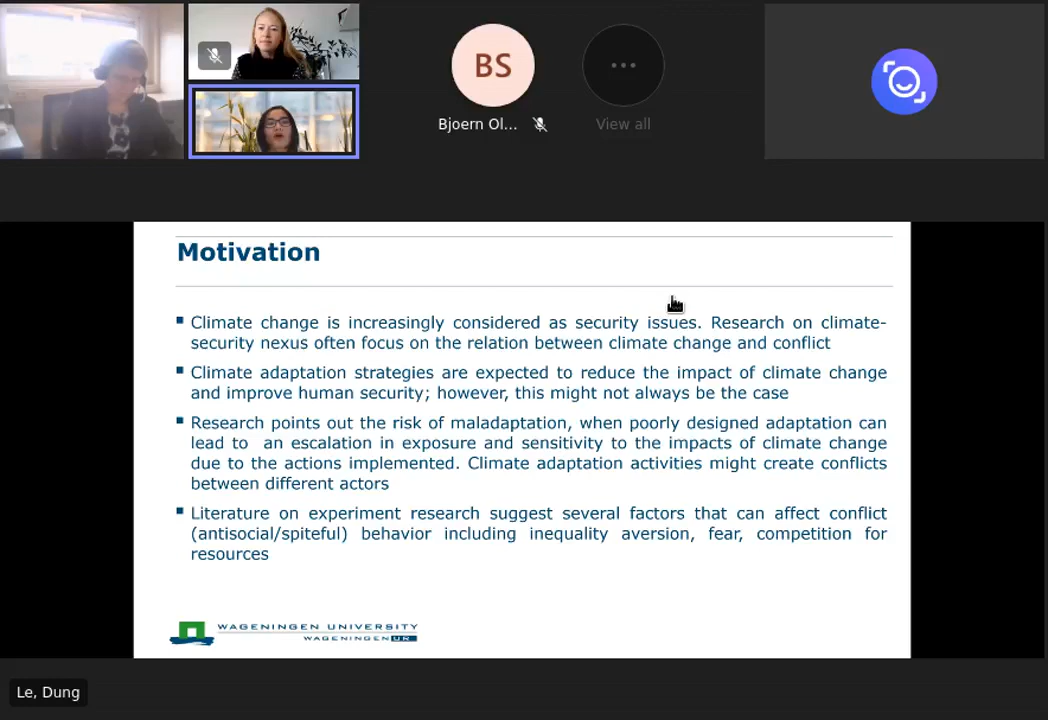 BS
Bjoern Ol...
...
View all
Motivation
Climate change is increasingly considered as security issues. Research on climate-
security nexus often focus on the relation between climate change and conflict
Climate adaptation strategies are expected to reduce the impact of climate change
and improve human security; however, this might not always be the case
Research points out the risk of maladaptation, when poorly designed adaptation can
lead to an escalation in exposure and sensitivity to the impacts of climate change
due to the actions implemented. Climate adaptation activities might create conflicts
between different actors
Literature on experiment research suggest several factors that can affect conflict
(antisocial/spiteful) behavior including inequality aversion, fear, competition for
resources
WAGENINGEN UNIVERSITY
WAGENINGEN UR
Le, Dung